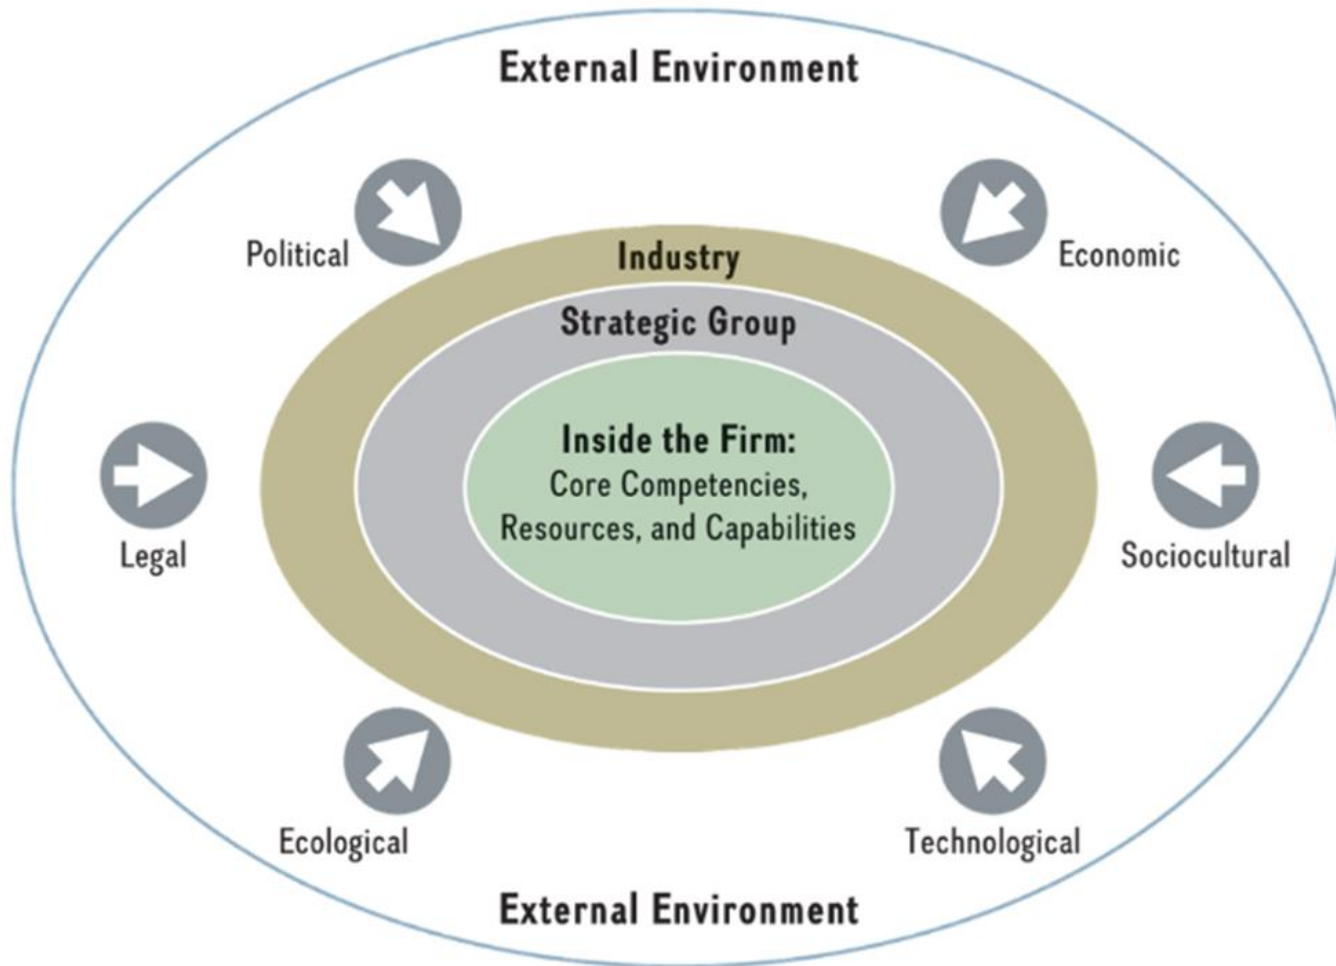 External Environment
Political
Economic
Industry
Strategic Group
Inside the Firm:
Core Competencies,
Resources, and Capabilities
Legal
Sociocultural
Ecological
Technological
External Environment